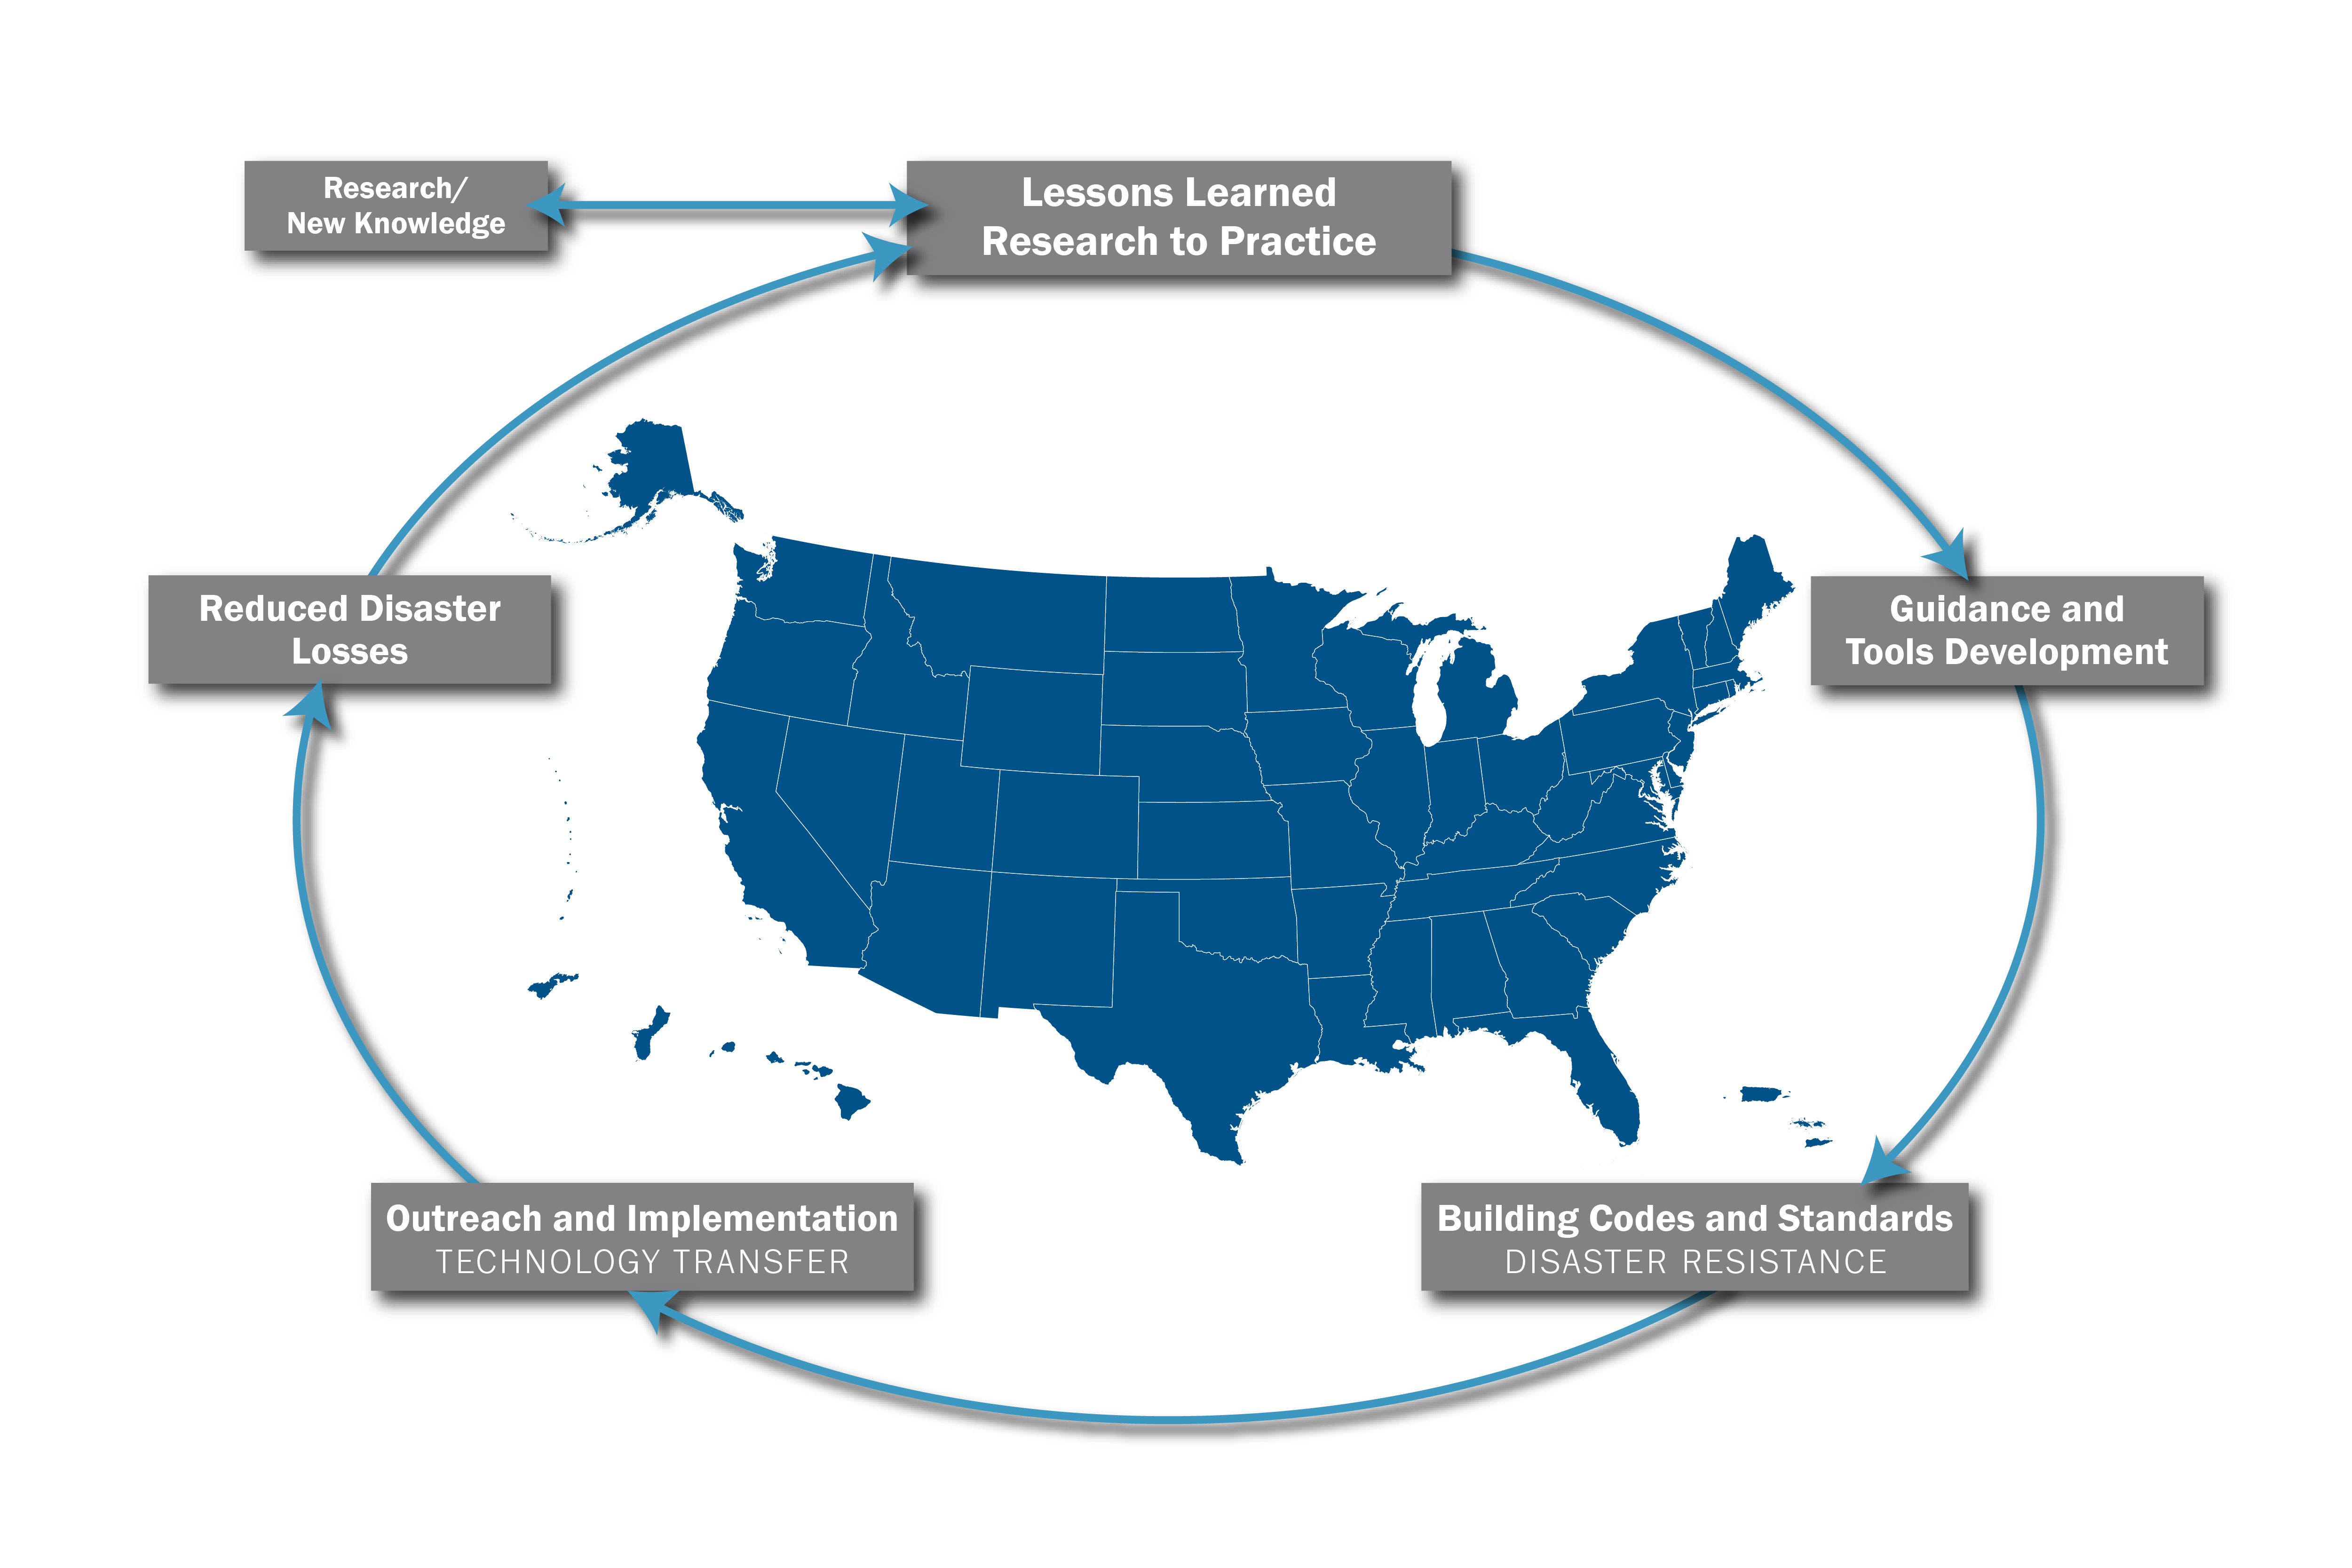 Research/
New Knowledge
Lessons Learned
Research to Practice
Reduced Disaster
Losses
Guidance and
Tools Development
Outreach and Implementation
TECHNOLOGY TRANSFER
Building Codes and Standards
DISASTER RESISTANCE